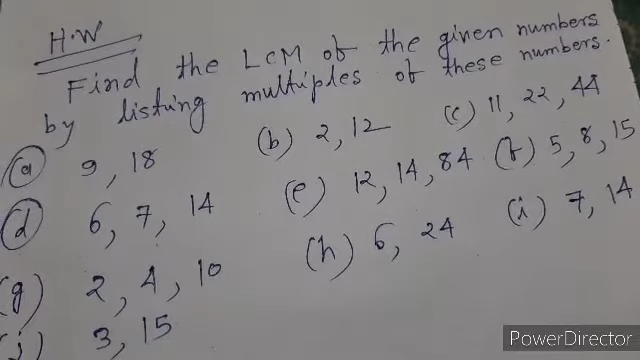 H.W
Find the LCM of the given numbers
by listing multiples of these numbers.
(a) 9, 18 (b) 2, 12 (c) 11, 22, 44
(d) 6, 7, 14 (e) 12, 14, 84 (f) 5, 8, 15
(g) 2, 4, 10 (h) 6, 24 (i) 7, 14
(j) 3, 15
PowerDirector